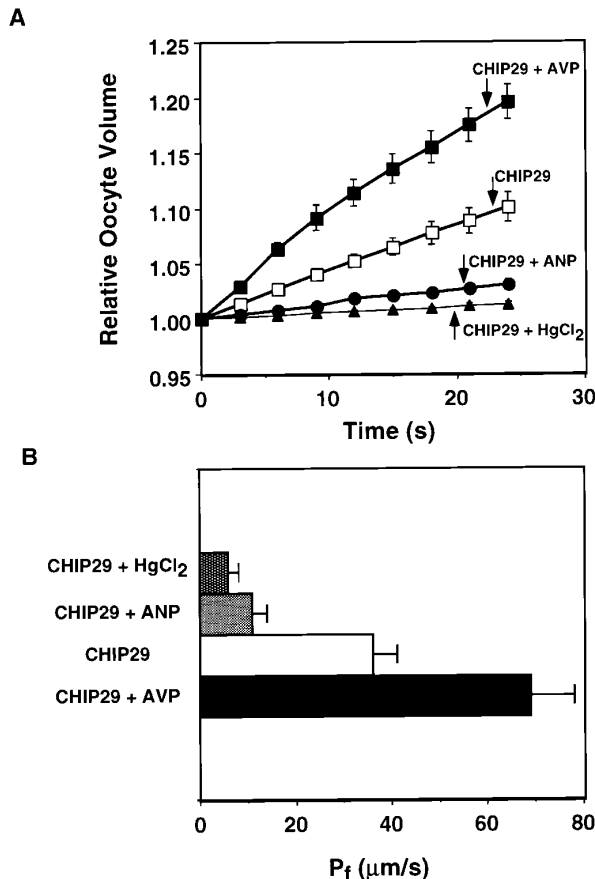 A
Relative Oocyte Volume
1.25
1.20
1.15
1.10
1.05
1.00
0.95
CHIP29 + AVP
CHIP29
CHIP29 + ANP
CHIP29 + HgCl2
0 10 20 30
Time (s)
B
CHIP29 + HgCl2
CHIP29 + ANP
CHIP29
CHIP29 + AVP
0 20 40 60 80
Pf (μm/s)